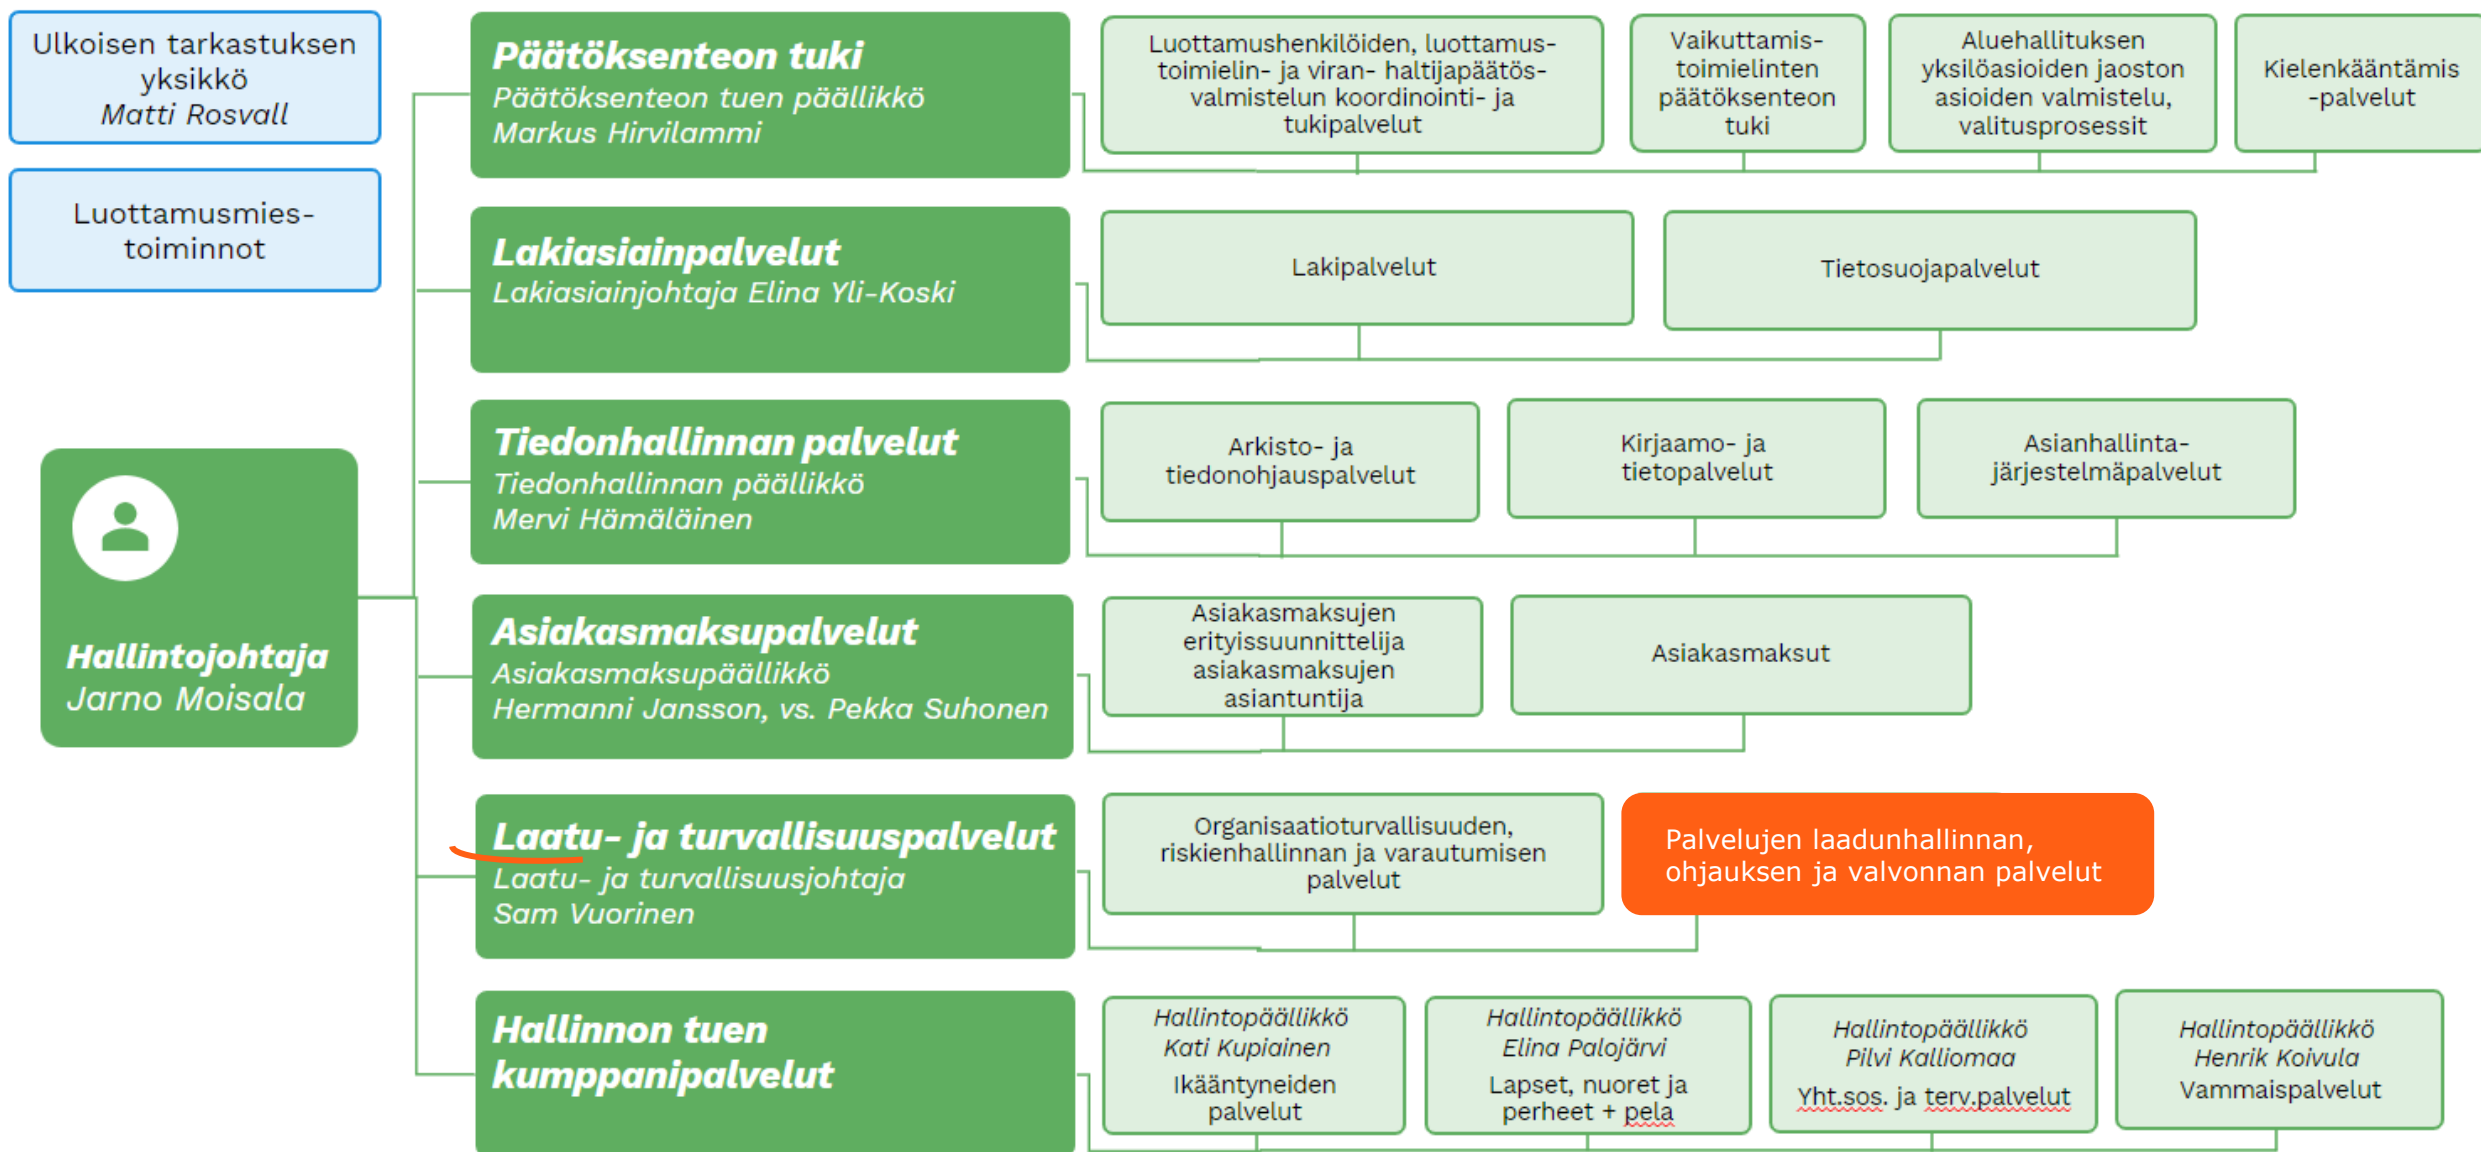 Ulkoisen tarkastuksen
yksikkö
Matti Rosvall
Luottamusmies-
toiminnot
Hallintojohtaja
Jarno Moisala
Päätöksenteon tuki
Päätöksenteon tuen päällikkö
Markus Hirvilammi
Luottamushenkilöiden, luottamus-
toimielin- ja viran- haltijapäätös-
valmistelun koordinointi- ja
tukipalvelut
Vaikuttamis-
toimielinten
päätöksenteon
tuki
Aluehallituksen
yksilöasioiden jaoston
asioiden valmistelu,
valitusprosessit
Kielenkääntämis
-palvelut
Lakiasiainpalvelut
Lakiasiainjohtaja Elina Yli-Koski
Lakipalvelut
Tietosuojapalvelut
Tiedonhallinnan palvelut
Tiedonhallinnan päällikkö
Mervi Hämäläinen
Arkisto- ja
tiedonohjauspalvelut
Kirjaamo- ja
tietopalvelut
Asianhallinta-
järjestelmäpalvelut
Asiakasmaksupalvelut
Asiakasmaksupäällikkö
Hermanni Jansson, vs. Pekka Suhonen
Asiakasmaksujen
erityissuunnittelija
asiakasmaksujen
asiantuntija
Asiakasmaksut
Laatu- ja turvallisuuspalvelut
Laatu- ja turvallisuusjohtaja
Sam Vuorinen
Organisaatioturvallisuuden,
riskienhallinnan ja varautumisen
palvelut
Palvelujen laadunhallinnan,
ohjauksen ja valvonnan palvelut
Hallinnon tuen
kumppanipalvelut
Hallintopäällikkö
Kati Kupiainen
Ikääntyneiden
palvelut
Hallintopäällikkö
Elina Palojärvi
Lapset, nuoret ja
perheet + pela
Hallintopäällikkö
Pilvi Kalliomaa
Yht.sos. ja terv.palvelut
Hallintopäällikkö
Henrik Koivula
Vammaispalvelut